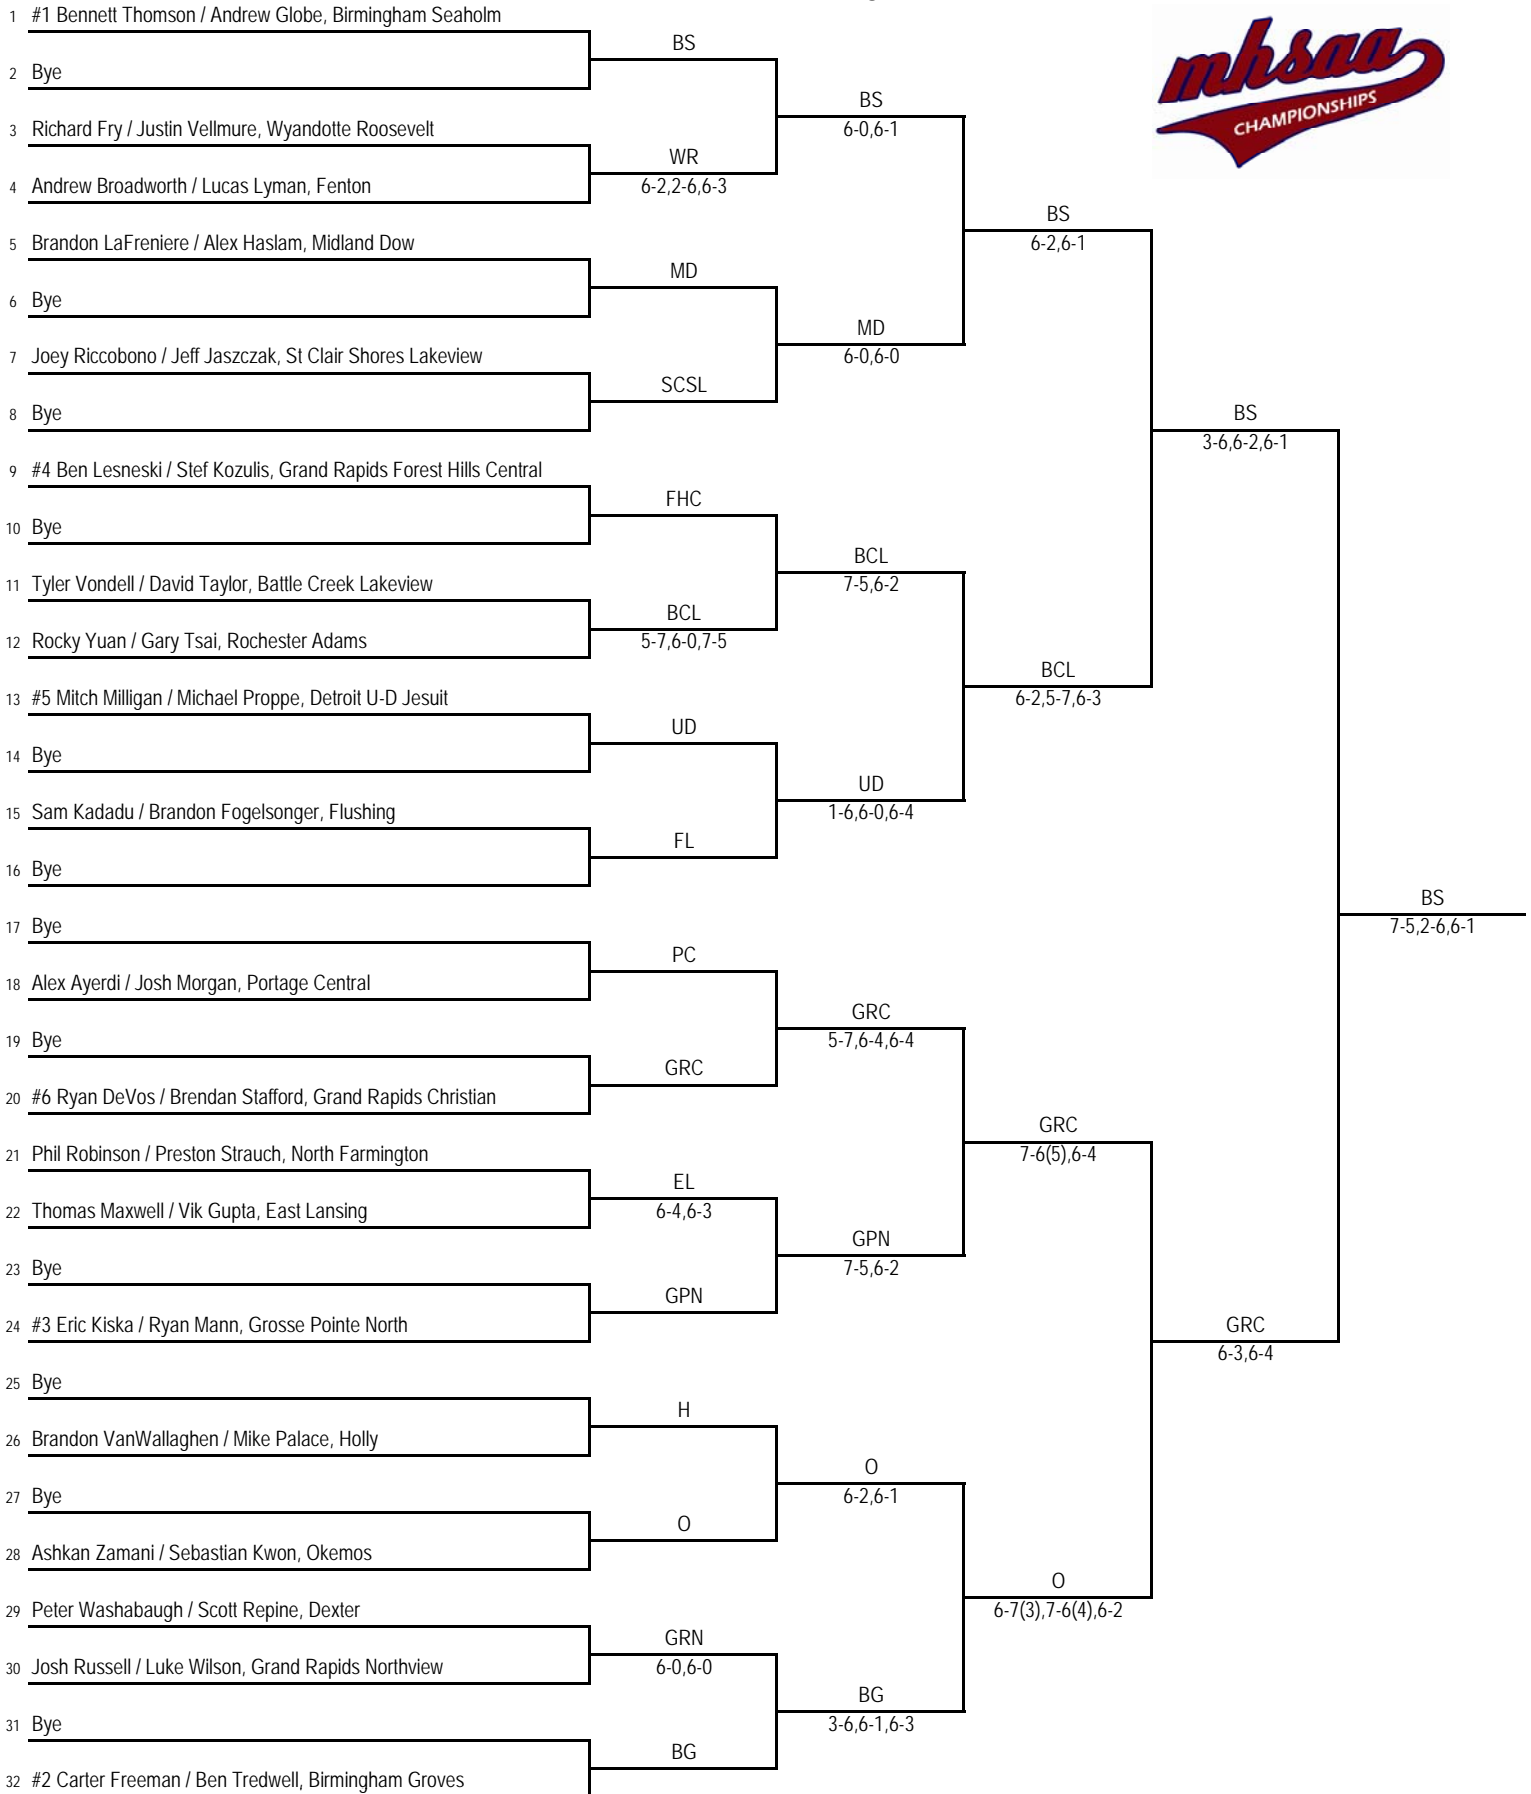 mhsaa
CHAMPIONSHIPS
1 #1 Bennett Thomson / Andrew Globe, Birmingham Seaholm
BS
2 Bye
BS
6-0,6-1
3 Richard Fry / Justin Vellmure, Wyandotte Roosevelt
WR
6-2,2-6,6-3
4 Andrew Broadworth / Lucas Lyman, Fenton
BS
6-2,6-1
5 Brandon LaFreniere / Alex Haslam, Midland Dow
MD
6 Bye
MD
6-0,6-0
7 Joey Riccobono / Jeff Jaszczak, St Clair Shores Lakeview
SCSL
8 Bye
BS
3-6,6-2,6-1
9 #4 Ben Lesneski / Stef Kozulis, Grand Rapids Forest Hills Central
FHC
10 Bye
BCL
7-5,6-2
11 Tyler Vondell / David Taylor, Battle Creek Lakeview
BCL
5-7,6-0,7-5
12 Rocky Yuan / Gary Tsai, Rochester Adams
BCL
6-2,5-7,6-3
13 #5 Mitch Milligan / Michael Proppe, Detroit U-D Jesuit
UD
14 Bye
UD
1-6,6-0,6-4
15 Sam Kadadu / Brandon Fogelsonger, Flushing
FL
16 Bye
BS
7-5,2-6,6-1
17 Bye
PC
18 Alex Ayerdi / Josh Morgan, Portage Central
GRC
5-7,6-4,6-4
19 Bye
GRC
20 #6 Ryan DeVos / Brendan Stafford, Grand Rapids Christian
GRC
7-6(5),6-4
21 Phil Robinson / Preston Strauch, North Farmington
EL
6-4,6-3
22 Thomas Maxwell / Vik Gupta, East Lansing
GPN
7-5,6-2
23 Bye
GPN
24 #3 Eric Kiska / Ryan Mann, Grosse Pointe North
GRC
6-3,6-4
25 Bye
H
26 Brandon VanWallaghen / Mike Palace, Holly
O
6-2,6-1
27 Bye
O
28 Ashkan Zamani / Sebastian Kwon, Okemos
O
6-7(3),7-6(4),6-2
29 Peter Washabaugh / Scott Repine, Dexter
GRN
6-0,6-0
30 Josh Russell / Luke Wilson, Grand Rapids Northview
BG
3-6,6-1,6-3
31 Bye
BG
32 #2 Carter Freeman / Ben Tredwell, Birmingham Groves